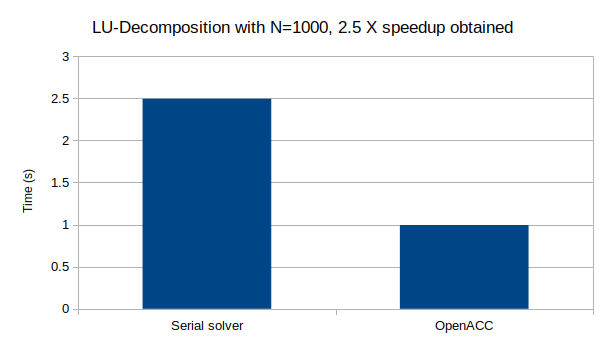 LU-Decomposition with N=1000, 2.5 X speedup obtained
3
2.5
2
1.5
1
0.5
0
Time (s)
Serial solver
OpenACC